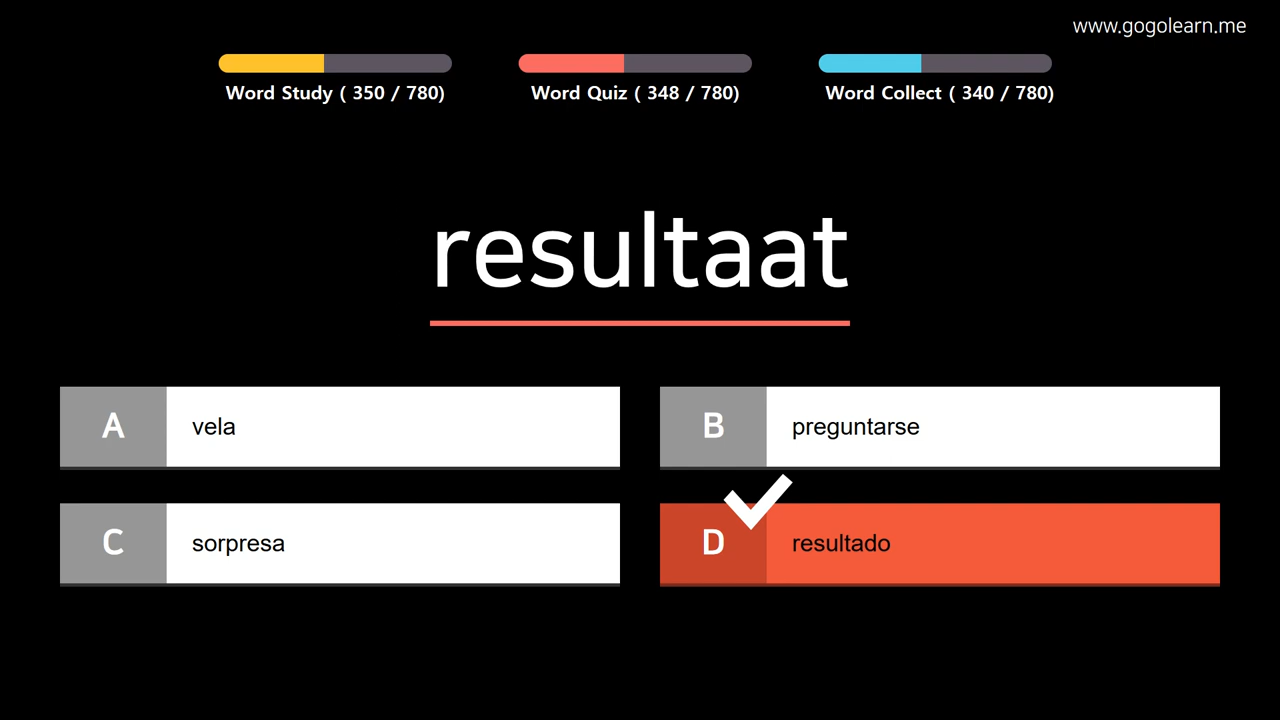 www.gogolearn.me
Word Study ( 350 / 780)
Word Quiz ( 348 / 780)
Word Collect ( 340 / 780)
resultaat
A
vela
B
preguntarse
C
sorpresa
D
resultado